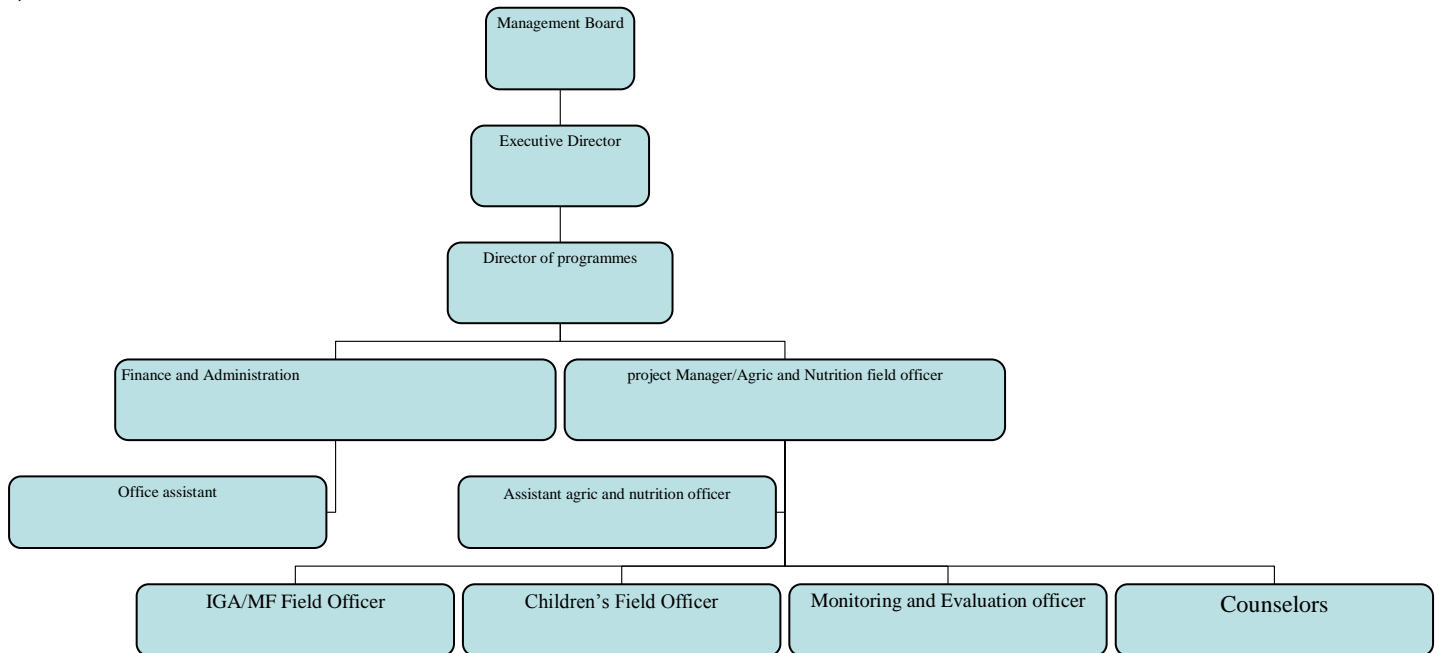 Management Board
Executive Director
Director of programmes
Finance and Administration
project Manager/Agric and Nutrition field officer
Office assistant
Assistant agric and nutrition officer
IGA/MF Field Officer
Children’s Field Officer
Monitoring and Evaluation officer
Counselors